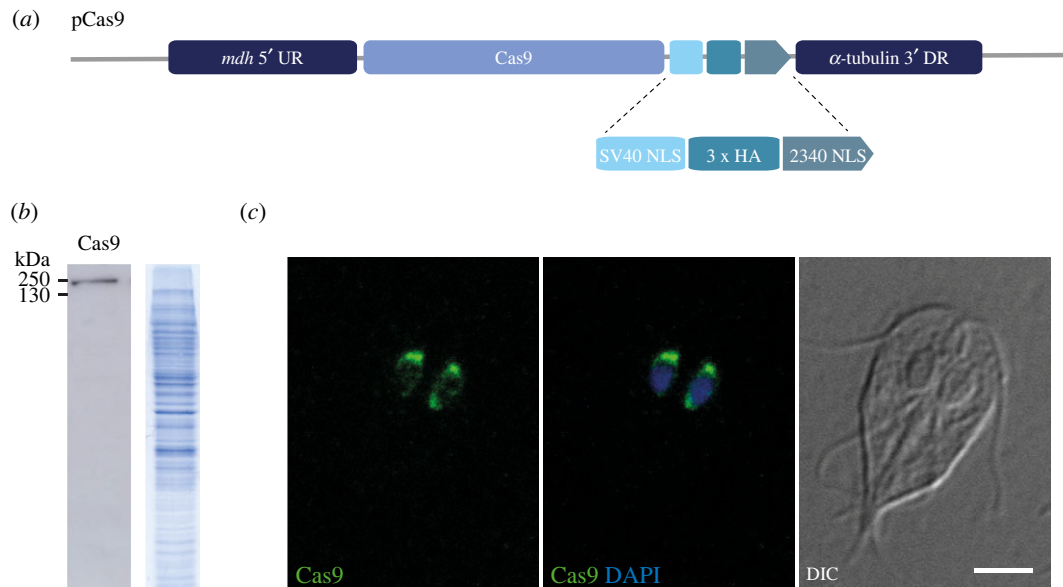 (a) pCas9
mdh 5′ UR
Cas9
α-tubulin 3′ DR
SV40 NLS
3 x HA
2340 NLS
(b)
Cas9
kDa
250
130
(c)
Cas9
Cas9 DAPI
DIC